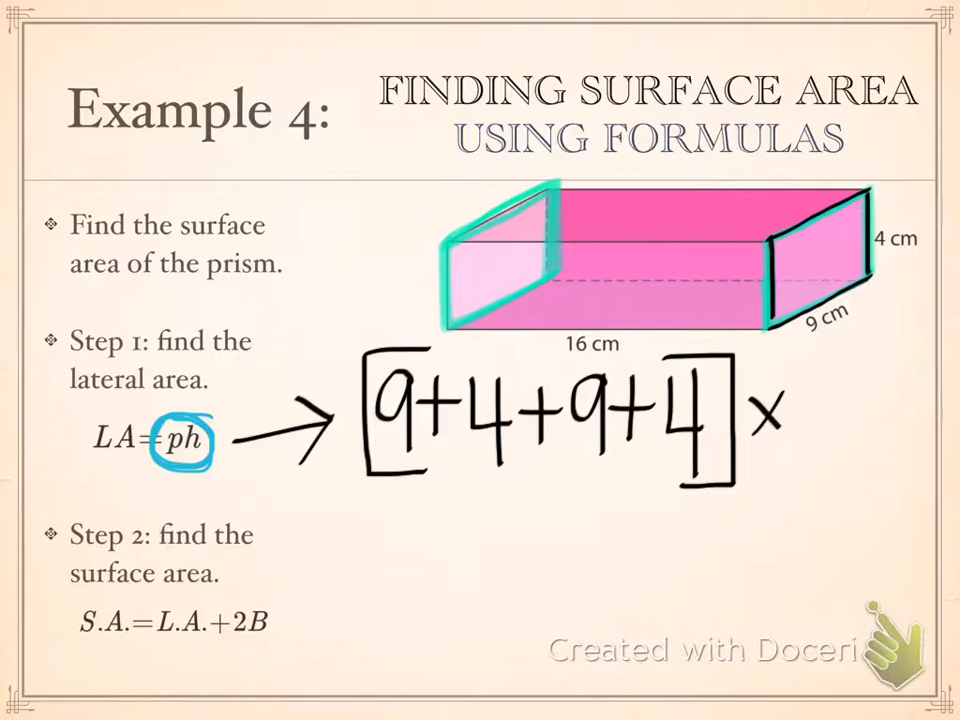 Example 4:
FINDING SURFACE AREA
USING FORMULAS
❖ Find the surface
area of the prism.
4 cm
9 cm
16 cm
❖ Step 1: find the
lateral area.
LA=ph → [9+4+9+4] ×
❖ Step 2: find the
surface area.
S.A.=L.A.+2B
Created with Doceri